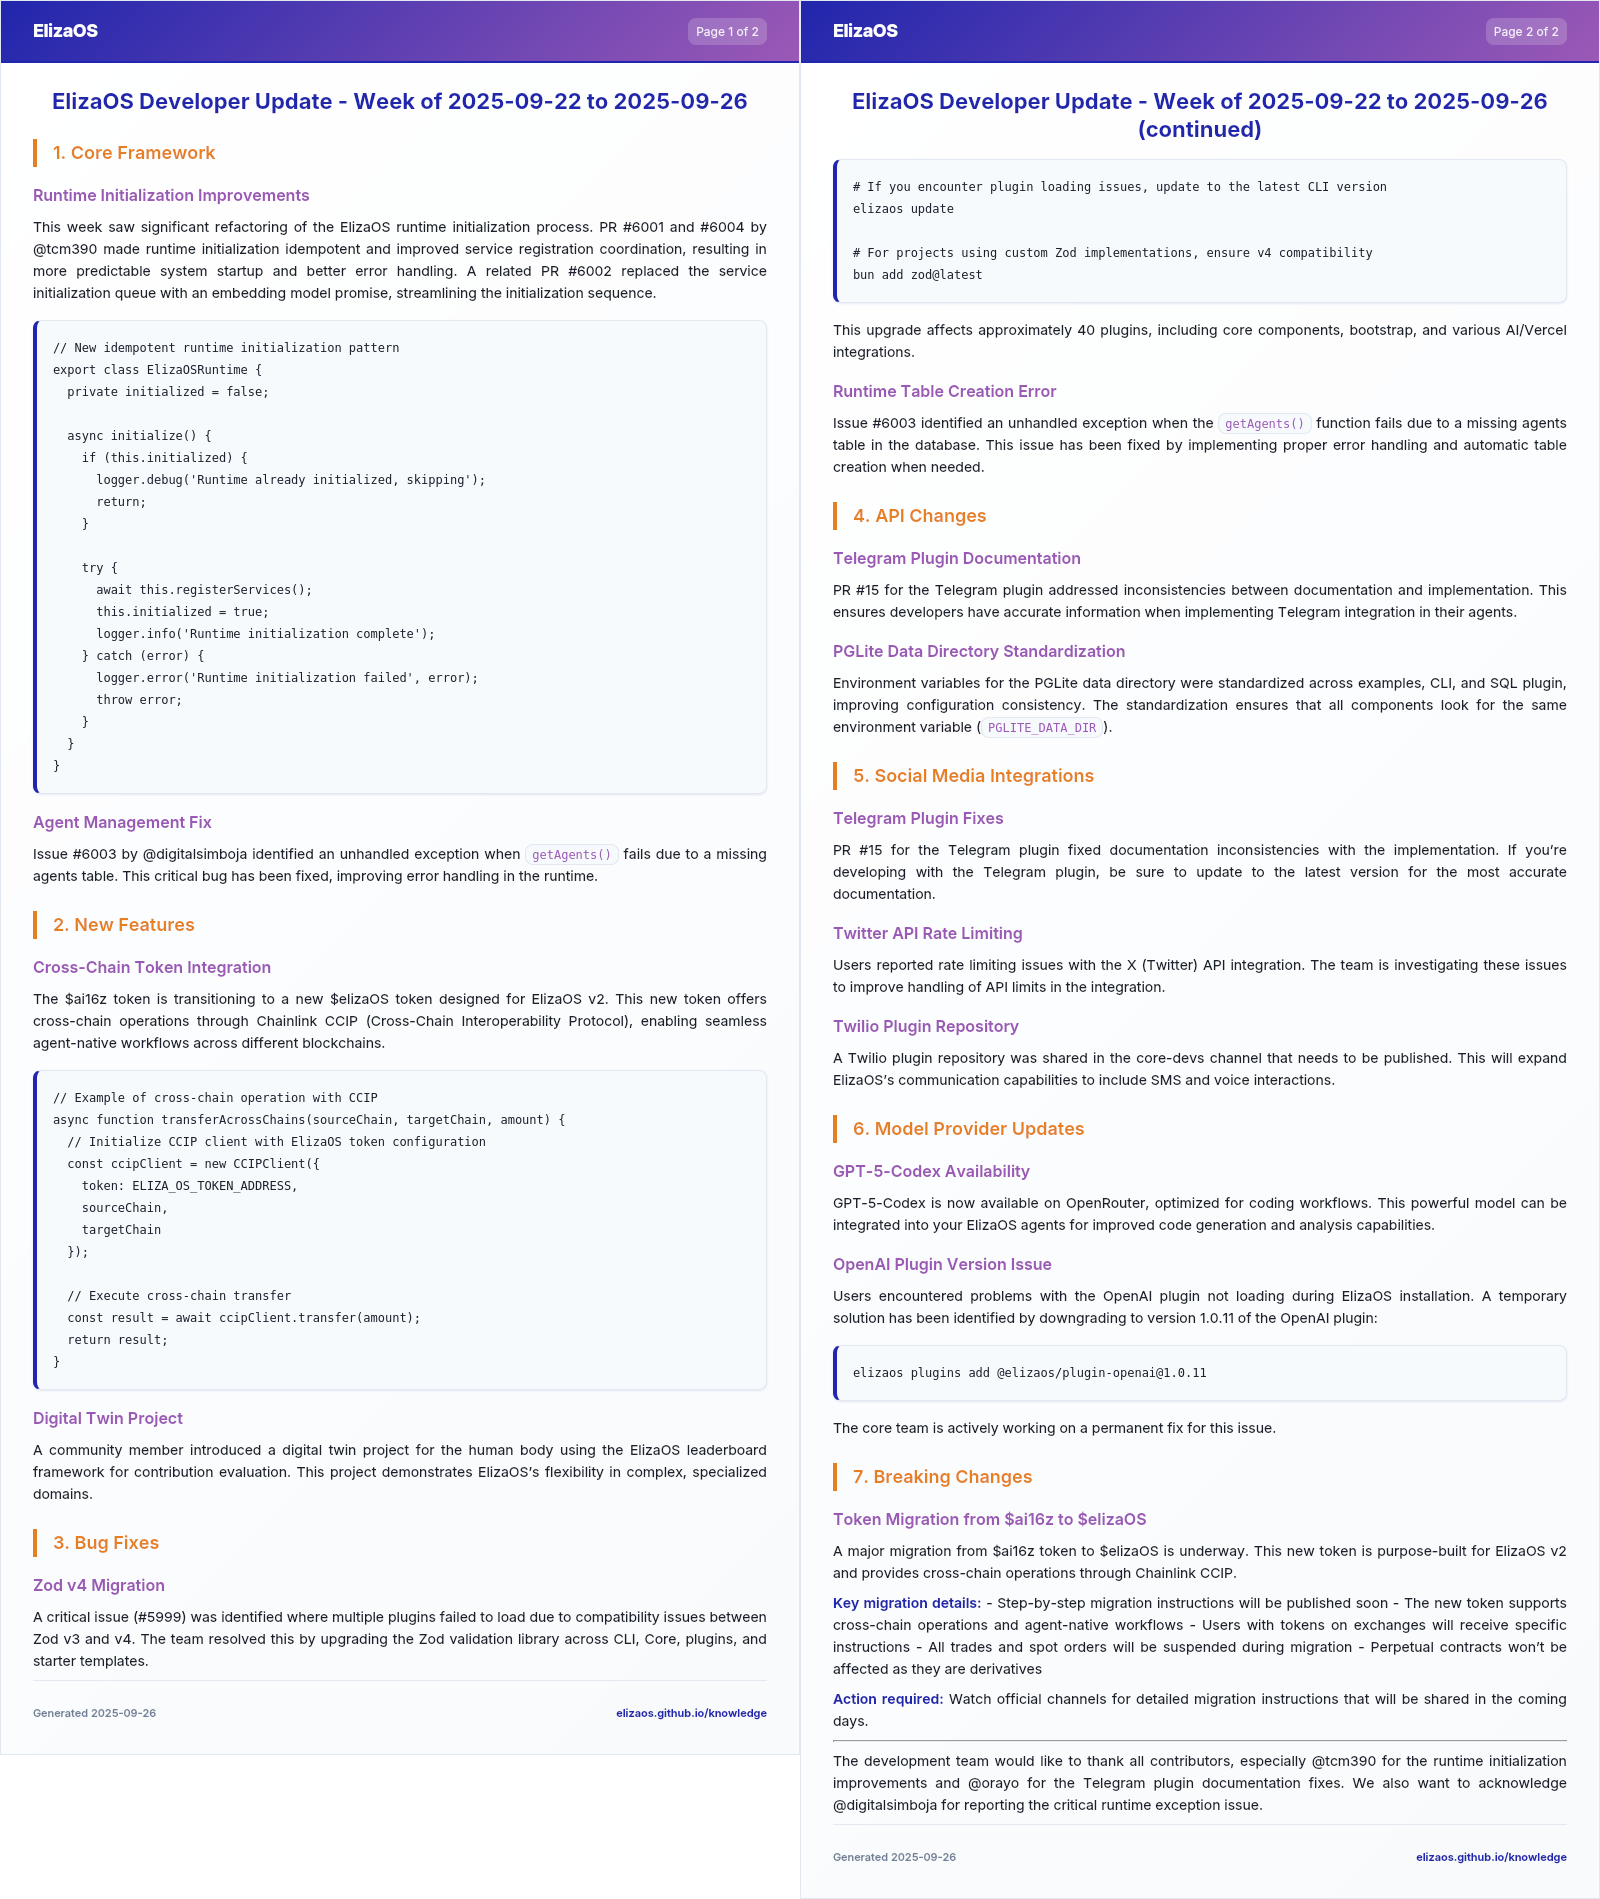 ElizaOS
Page 1 of 2
ElizaOS Developer Update - Week of 2025-09-22 to 2025-09-26
1. Core Framework
Runtime Initialization Improvements
This week saw significant refactoring of the ElizaOS runtime initialization process. PR #6001 and #6004 by
@tcm390 made runtime initialization idempotent and improved service registration coordination, resulting in
more predictable system startup and better error handling. A related PR #6002 replaced the service
initialization queue with an embedding model promise, streamlining the initialization sequence.
// New idempotent runtime initialization pattern
export class ElizaOSRuntime {
  private initialized = false;

  async initialize() {
    if (this.initialized) {
      logger.debug('Runtime already initialized, skipping');
      return;
    }

    try {
      await this.registerServices();
      this.initialized = true;
      logger.info('Runtime initialization complete');
    } catch (error) {
      logger.error('Runtime initialization failed', error);
      throw error;
    }
  }
}
Agent Management Fix
Issue #6003 by @digitalsimboja identified an unhandled exception when getAgents() fails due to a missing
agents table. This critical bug has been fixed, improving error handling in the runtime.
2. New Features
Cross-Chain Token Integration
The $ai16z token is transitioning to a new $elizaOS token designed for ElizaOS v2. This new token offers
cross-chain operations through Chainlink CCIP (Cross-Chain Interoperability Protocol), enabling seamless
agent-native workflows across different blockchains.
// Example of cross-chain operation with CCIP
async function transferAcrossChains(sourceChain, targetChain, amount) {
  // Initialize CCIP client with ElizaOS token configuration
  const ccipClient = new CCIPClient({
    token: ELIZA_OS_TOKEN_ADDRESS,
    sourceChain,
    targetChain
  });

  // Execute cross-chain transfer
  const result = await ccipClient.transfer(amount);
  return result;
}
Digital Twin Project
A community member introduced a digital twin project for the human body using the ElizaOS leaderboard
framework for contribution evaluation. This project demonstrates ElizaOS’s flexibility in complex, specialized
domains.
3. Bug Fixes
Zod v4 Migration
A critical issue (#5999) was identified where multiple plugins failed to load due to compatibility issues between
Zod v3 and v4. The team resolved this by upgrading the Zod validation library across CLI, Core, plugins, and
starter templates.
Generated 2025-09-26
elizaos.github.io/knowledge
ElizaOS
Page 2 of 2
ElizaOS Developer Update - Week of 2025-09-22 to 2025-09-26
(continued)
# If you encounter plugin loading issues, update to the latest CLI version
elizaos update

# For projects using custom Zod implementations, ensure v4 compatibility
bun add zod@latest
This upgrade affects approximately 40 plugins, including core components, bootstrap, and various AI/Vercel
integrations.
Runtime Table Creation Error
Issue #6003 identified an unhandled exception when the getAgents() function fails due to a missing agents
table in the database. This issue has been fixed by implementing proper error handling and automatic table
creation when needed.
4. API Changes
Telegram Plugin Documentation
PR #15 for the Telegram plugin addressed inconsistencies between documentation and implementation. This
ensures developers have accurate information when implementing Telegram integration in their agents.
PGLite Data Directory Standardization
Environment variables for the PGLite data directory were standardized across examples, CLI, and SQL plugin,
improving configuration consistency. The standardization ensures that all components look for the same
environment variable (PGLITE_DATA_DIR).
5. Social Media Integrations
Telegram Plugin Fixes
PR #15 for the Telegram plugin fixed documentation inconsistencies with the implementation. If you’re
developing with the Telegram plugin, be sure to update to the latest version for the most accurate
documentation.
Twitter API Rate Limiting
Users reported rate limiting issues with the X (Twitter) API integration. The team is investigating these issues
to improve handling of API limits in the integration.
Twilio Plugin Repository
A Twilio plugin repository was shared in the core-devs channel that needs to be published. This will expand
ElizaOS’s communication capabilities to include SMS and voice interactions.
6. Model Provider Updates
GPT-5-Codex Availability
GPT-5-Codex is now available on OpenRouter, optimized for coding workflows. This powerful model can be
integrated into your ElizaOS agents for improved code generation and analysis capabilities.
OpenAI Plugin Version Issue
Users encountered problems with the OpenAI plugin not loading during ElizaOS installation. A temporary
solution has been identified by downgrading to version 1.0.11 of the OpenAI plugin:
elizaos plugins add @elizaos/plugin-openai@1.0.11
The core team is actively working on a permanent fix for this issue.
7. Breaking Changes
Token Migration from $ai16z to $elizaOS
A major migration from $ai16z token to $elizaOS is underway. This new token is purpose-built for ElizaOS v2
and provides cross-chain operations through Chainlink CCIP.
Key migration details: - Step-by-step migration instructions will be published soon - The new token supports
cross-chain operations and agent-native workflows - Users with tokens on exchanges will receive specific
instructions - All trades and spot orders will be suspended during migration - Perpetual contracts won’t be
affected as they are derivatives
Action required: Watch official channels for detailed migration instructions that will be shared in the coming
days.
The development team would like to thank all contributors, especially @tcm390 for the runtime initialization
improvements and @orayo for the Telegram plugin documentation fixes. We also want to acknowledge
@digitalsimboja for reporting the critical runtime exception issue.
Generated 2025-09-26
elizaos.github.io/knowledge